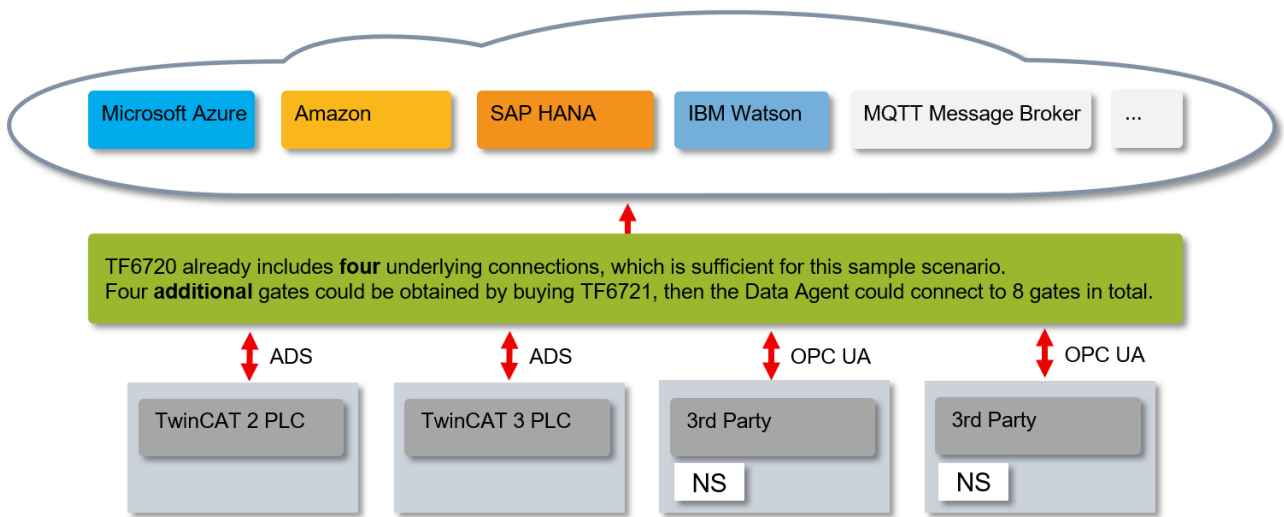 Microsoft Azure
Amazon
SAP HANA
IBM Watson
MQTT Message Broker
...
TF6720 already includes four underlying connections, which is sufficient for this sample scenario.
Four additional gates could be obtained by buying TF6721, then the Data Agent could connect to 8 gates in total.
ADS
ADS
OPC UA
OPC UA
TwinCAT 2 PLC
TwinCAT 3 PLC
3rd Party
3rd Party
NS
NS